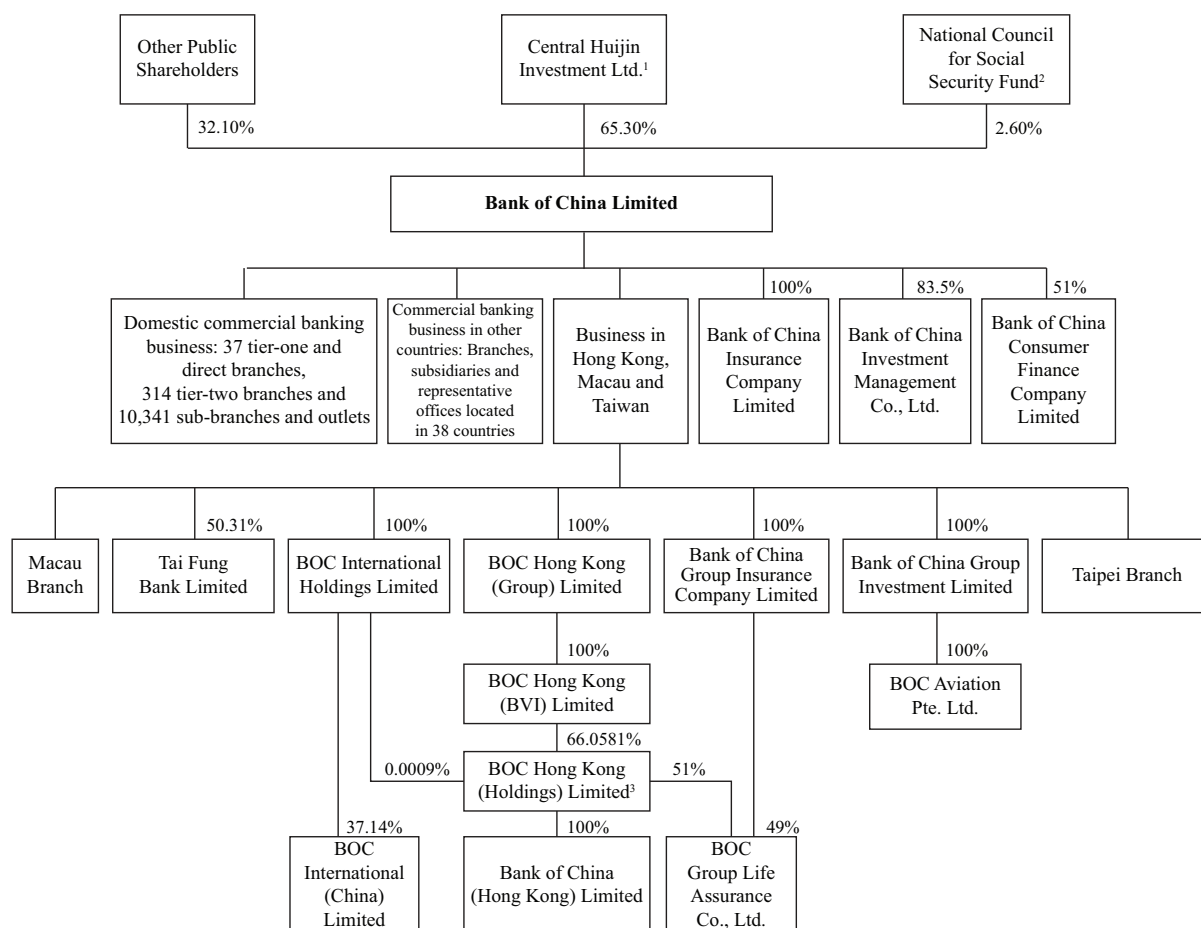 Other Public
Shareholders
Central Huijin
Investment Ltd.¹
National Council
for Social
Security Fund²
32.10%
65.30%
2.60%
Bank of China Limited
100%
83.5%
51%
Domestic commercial banking
business: 37 tier-one and
direct branches,
314 tier-two branches and
10,341 sub-branches and outlets
Commercial banking
business in other
countries: Branches,
subsidiaries and
representative
offices located
in 38 countries
Business in
Hong Kong,
Macau and
Taiwan
Bank of China
Insurance
Company
Limited
Bank of China
Investment
Management
Co., Ltd.
Bank of China
Consumer
Finance
Company
Limited
50.31%
100%
100%
100%
100%
Macau
Branch
Tai Fung
Bank Limited
BOC International
Holdings Limited
BOC Hong Kong
(Group) Limited
Bank of China
Group Insurance
Company Limited
Bank of China Group
Investment Limited
Taipei Branch
100%
100%
BOC Hong Kong
(BVI) Limited
BOC Aviation
Pte. Ltd.
66.0581%
0.0009%
BOC Hong Kong
(Holdings) Limited³
51%
37.14%
100%
49%
BOC
International
(China)
Limited
Bank of China
(Hong Kong) Limited
BOC
Group Life
Assurance
Co., Ltd.